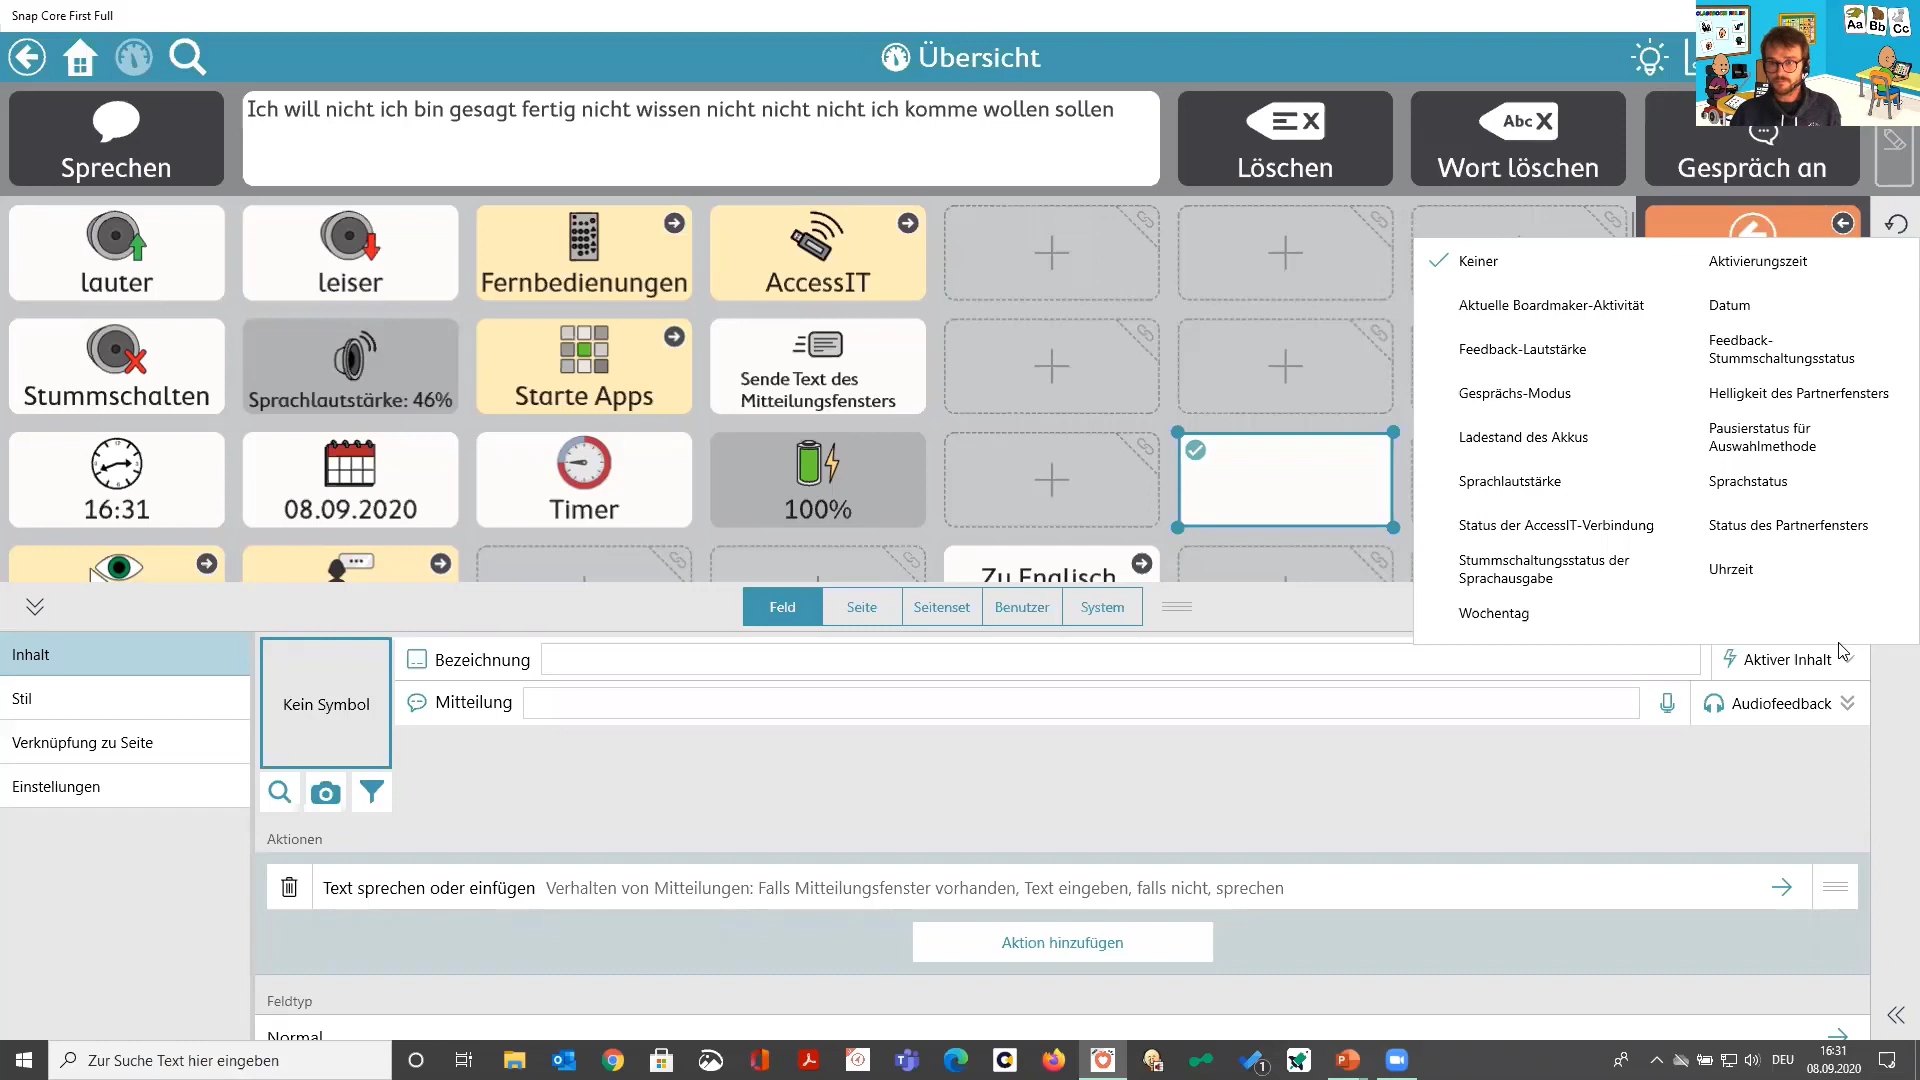 Snap Core First Full
Übersicht
Aa Bb Cc
Sprechen
Ich will nicht ich bin gesagt fertig nicht wissen nicht nicht nicht ich komme wollen sollen
Löschen
Abc X
Wort löschen
Gespräch an
lauter
leiser
Fernbedienungen
AccessIT
Stummschalten
Sprachlautstärke: 46%
Starte Apps
Sende Text des
Mitteilungsfensters
16:31
08.09.2020
Timer
100%
Zu Englisch
Keiner
Aktivierungszeit
Aktuelle Boardmaker-Aktivität
Datum
Feedback-Lautstärke
Feedback-
Stummschaltungsstatus
Gesprächs-Modus
Helligkeit des Partnerfensters
Ladestand des Akkus
Pausierstatus für
Auswahlmethode
Sprachlautstärke
Sprachstatus
Status der AccessIT-Verbindung
Status des Partnerfensters
Stummschaltungsstatus der
Sprachausgabe
Uhrzeit
Wochentag
Feld
Seite
Seitenset
Benutzer
System
Inhalt
Stil
Verknüpfung zu Seite
Einstellungen
Kein Symbol
Bezeichnung
Aktiver Inhalt
Mitteilung
Audiofeedback
Aktionen
Text sprechen oder einfügen Verhalten von Mitteilungen: Falls Mitteilungsfenster vorhanden, Text eingeben, falls nicht, sprechen
Aktion hinzufügen
Feldtyp
Normal
Zur Suche Text hier eingeben
DEU
16:31
08.09.2020